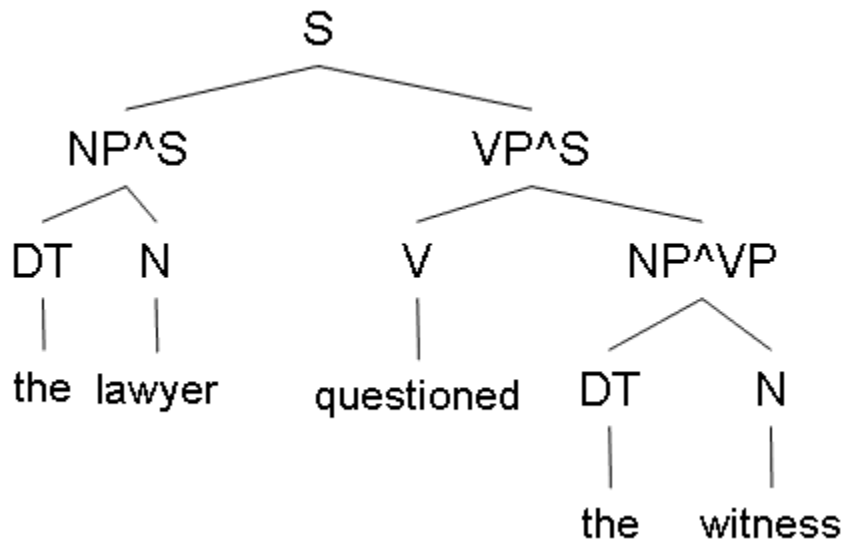 S
NP^S VP^S
DT N V NP^VP
the lawyer questioned DT N
the witness